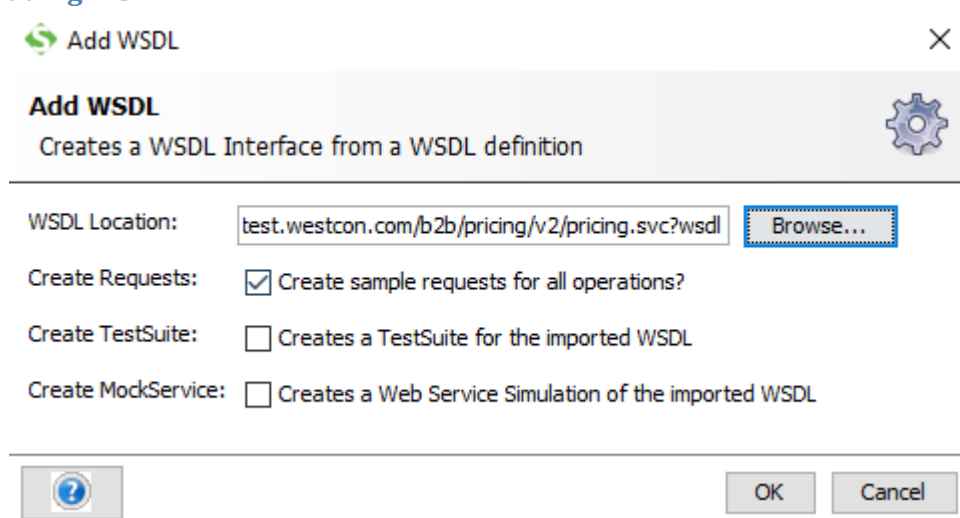 Add WSDL
Add WSDL
Creates a WSDL Interface from a WSDL definition
WSDL Location: test.westcon.com/b2b/pricing/v2/pricing.svc?wsdl Browse...
Create Requests: Create sample requests for all operations?
Create TestSuite: Creates a TestSuite for the imported WSDL
Create MockService: Creates a Web Service Simulation of the imported WSDL
OK Cancel